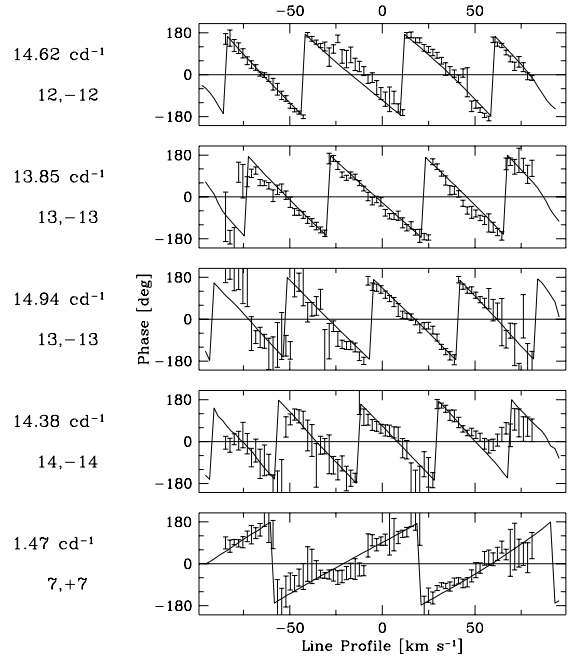 −50 0 50
14.62 cd⁻¹
12,−12
180
0
−180
13.85 cd⁻¹
13,−13
180
0
−180
14.94 cd⁻¹
13,−13
180
0
−180
Phase [deg]
14.38 cd⁻¹
14,−14
180
0
−180
1.47 cd⁻¹
7,+7
180
0
−180
−50 0 50
Line Profile [km s⁻¹]